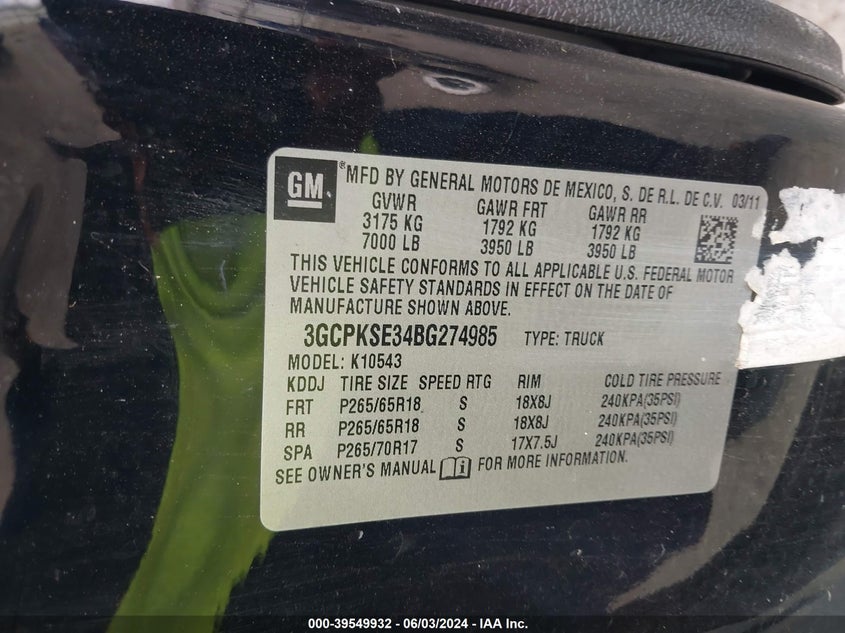 GM ® MFD BY GENERAL MOTORS DE MEXICO, S. DE R.L. DE C.V. 03/11
GVWR GAWR FRT GAWR RR
3175 KG 1792 KG 1792 KG
7000 LB 3950 LB 3950 LB
THIS VEHICLE CONFORMS TO ALL APPLICABLE U.S. FEDERAL MOTOR
VEHICLE SAFETY STANDARDS IN EFFECT ON THE DATE OF
MANUFACTURE SHOWN ABOVE.
3GCPKSE34BG274985 TYPE: TRUCK
MODEL: K10543
KDDJ TIRE SIZE SPEED RTG RIM COLD TIRE PRESSURE
FRT P265/65R18 S 18X8J 240KPA(35PSI)
RR P265/65R18 S 18X8J 240KPA(35PSI)
SPA P265/70R17 S 17X7.5J 240KPA(35PSI)
SEE OWNER'S MANUAL FOR MORE INFORMATION.
000-39549932 - 06/03/2024 - IAA Inc.